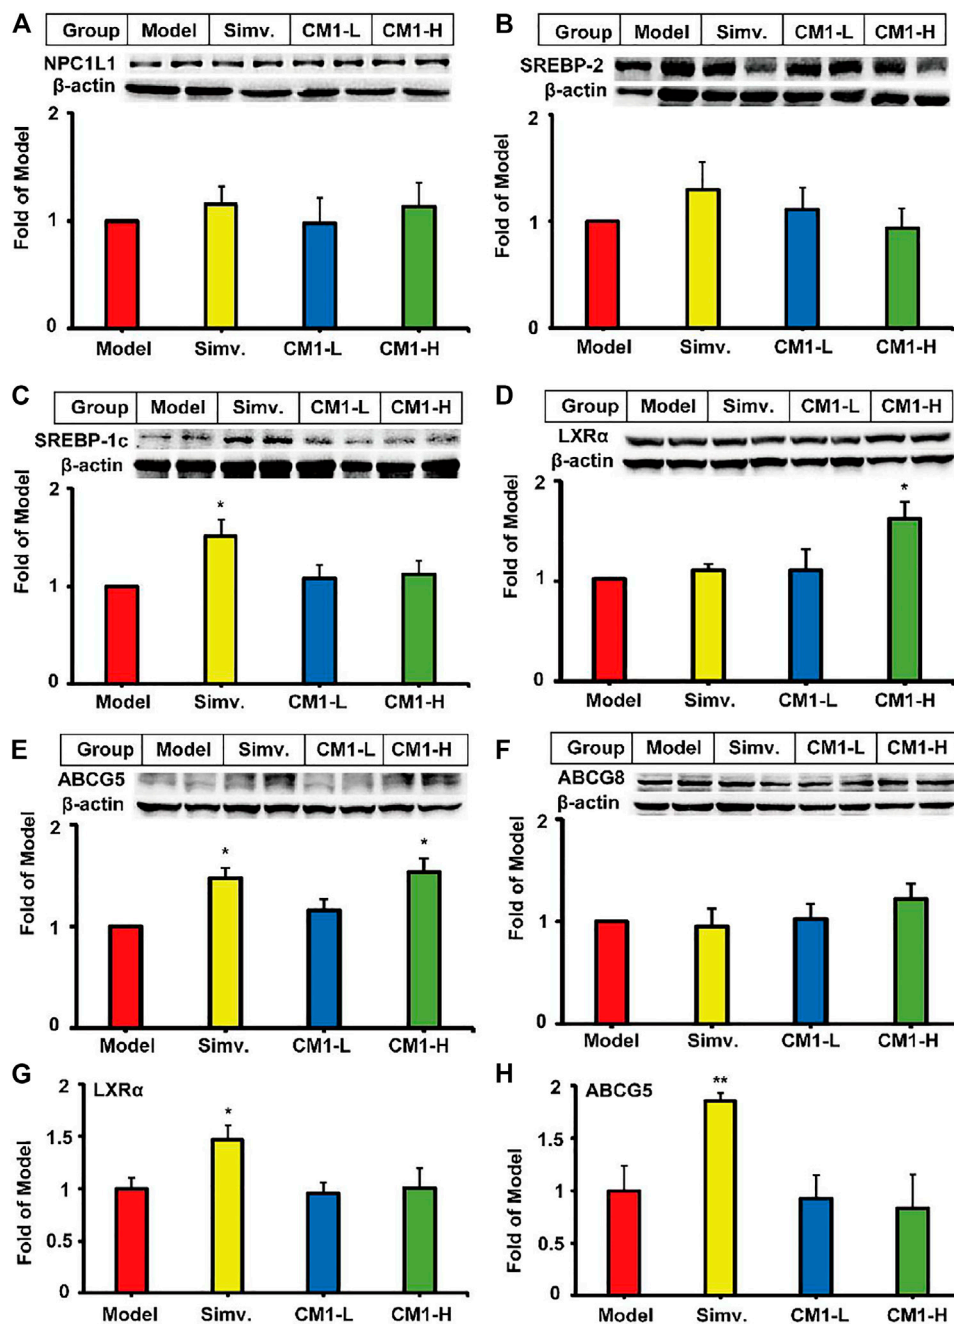 A
Group Model Simv. CM1-L CM1-H
NPC1L1
β-actin
Fold of Model
2
1
0
Model Simv. CM1-L CM1-H
B
Group Model Simv. CM1-L CM1-H
SREBP-2
β-actin
Fold of Model
2
1
0
Model Simv. CM1-L CM1-H
C
Group Model Simv. CM1-L CM1-H
SREBP-1c
β-actin
Fold of Model
2
1
0
*
Model Simv. CM1-L CM1-H
D
Group Model Simv. CM1-L CM1-H
LXRα
β-actin
Fold of Model
2
1
0
*
Model Simv. CM1-L CM1-H
E
Group Model Simv. CM1-L CM1-H
ABCG5
β-actin
Fold of Model
2
1
0
* *
Model Simv. CM1-L CM1-H
F
Group Model Simv. CM1-L CM1-H
ABCG8
β-actin
Fold of Model
2
1
0
Model Simv. CM1-L CM1-H
G
LXRα
Fold of Model
2
1.5
1
0.5
0
*
Model Simv. CM1-L CM1-H
H
ABCG5
Fold of Model
2
1.5
1
0.5
0
**
Model Simv. CM1-L CM1-H